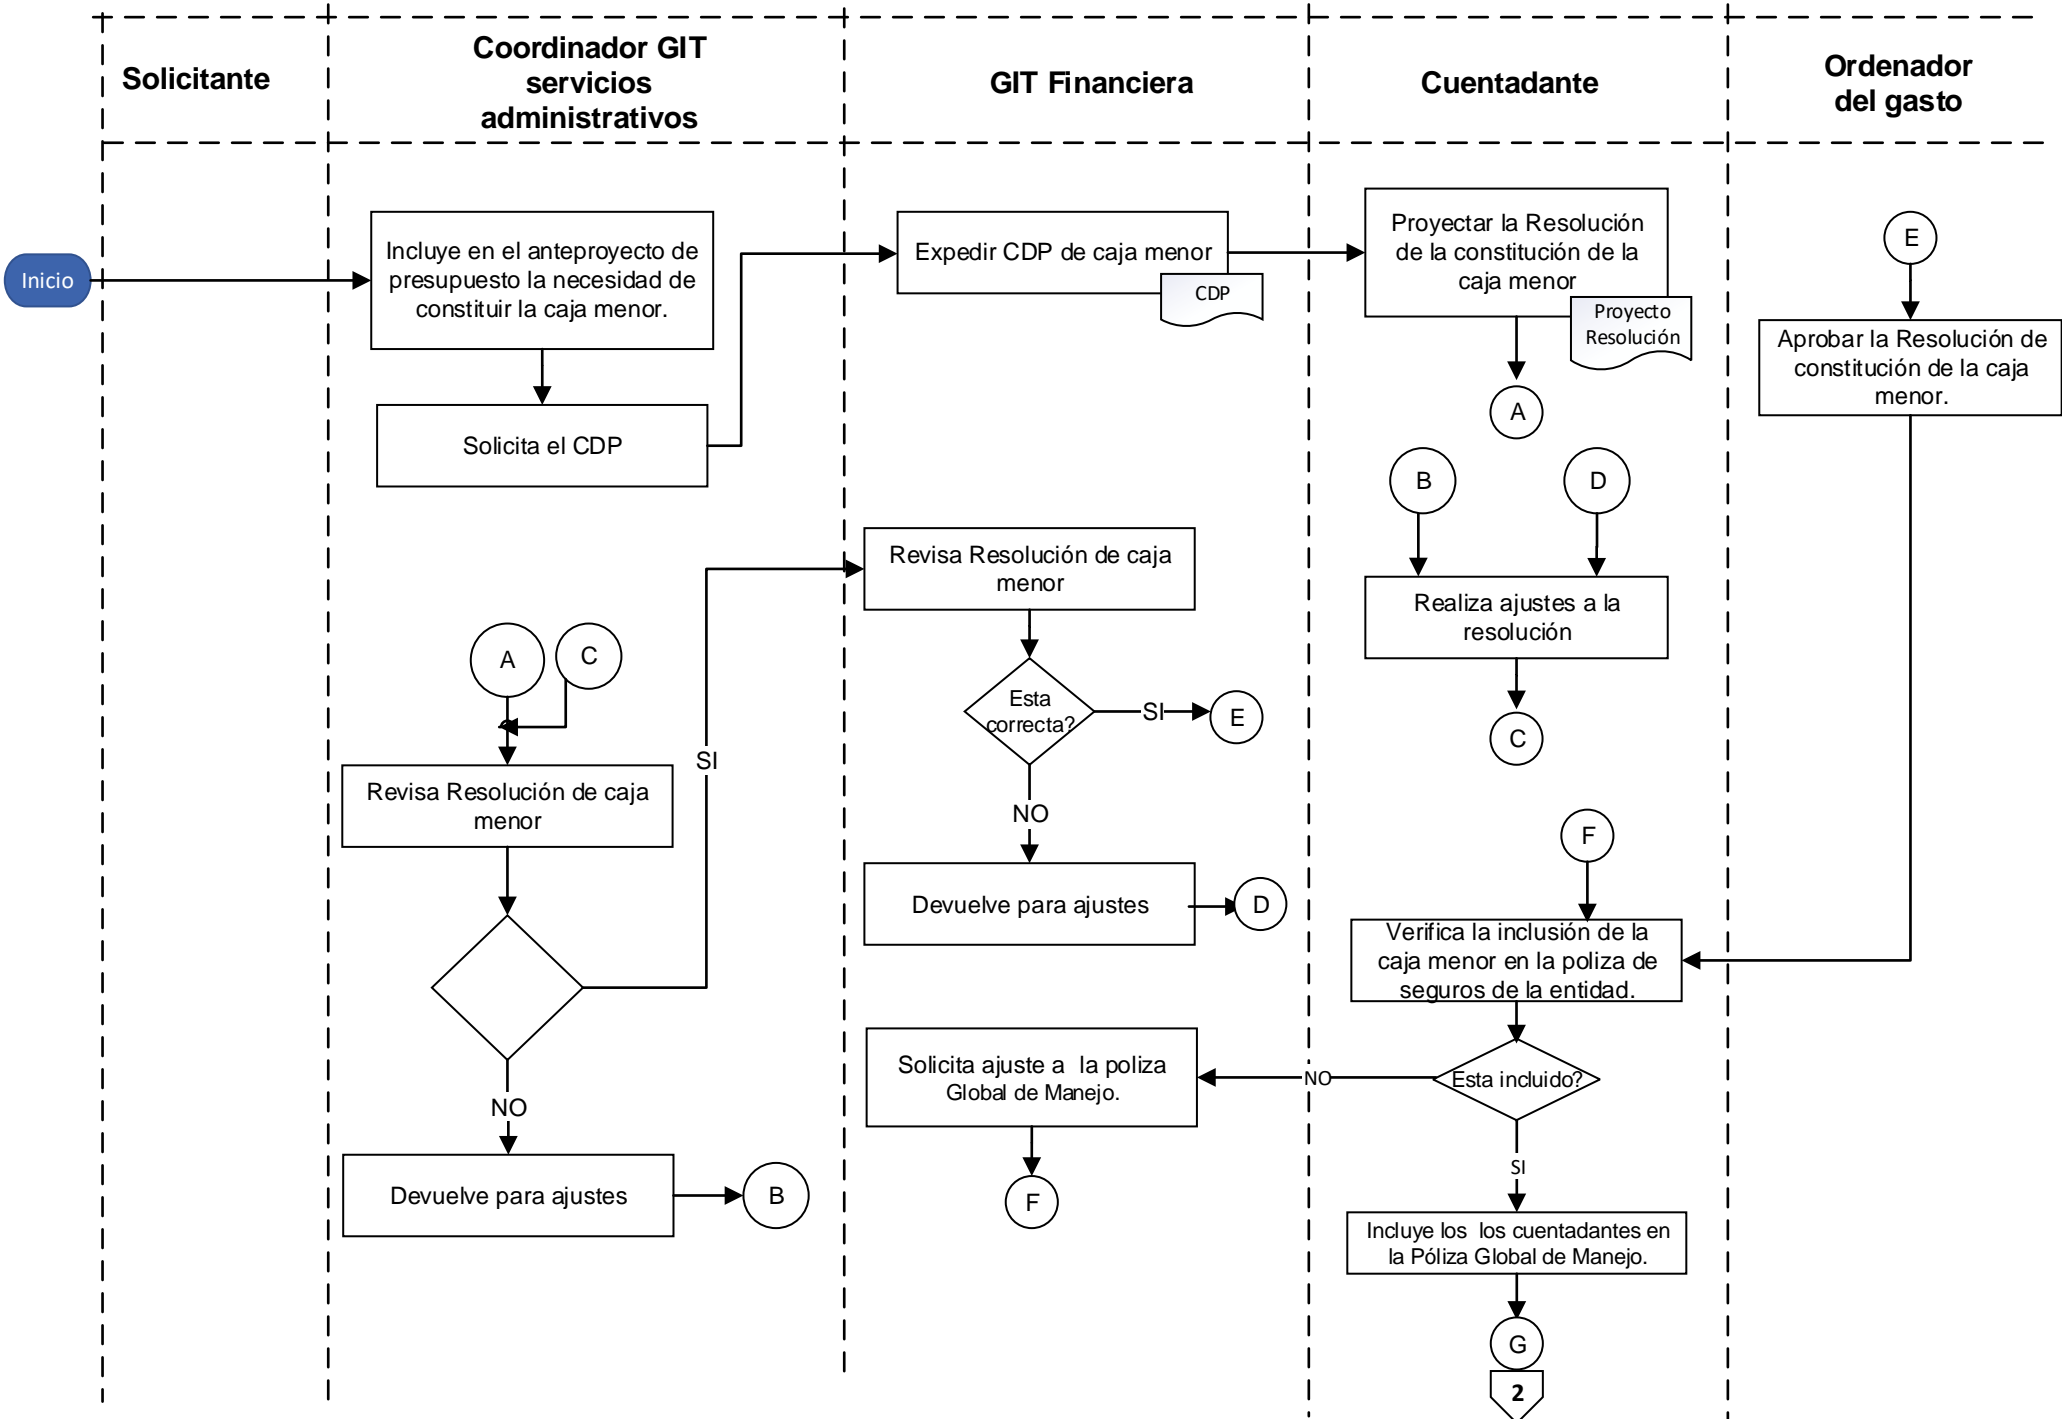 Solicitante
Coordinador GIT
servicios
administrativos
GIT Financiera
Cuentadante
Ordenador
del gasto
Inicio
Incluye en el anteproyecto de
presupuesto la necesidad de
constituir la caja menor.
Solicita el CDP
Expedir CDP de caja menor
CDP
Proyectar la Resolución
de la constitución de la
caja menor
Proyecto
Resolución
A
E
Aprobar la Resolución de
constitución de la caja
menor.
B
D
Realiza ajustes a la
resolución
C
A
C
Revisa Resolución de caja
menor
SI
NO
Devuelve para ajustes
B
Revisa Resolución de caja
menor
Esta
correcta?
SI
E
NO
Devuelve para ajustes
D
F
Verifica la inclusión de la
caja menor en la poliza de
seguros de la entidad.
Esta incluido?
NO
Solicita ajuste a la poliza
Global de Manejo.
F
SI
Incluye los los cuentadantes en
la Póliza Global de Manejo.
G
2